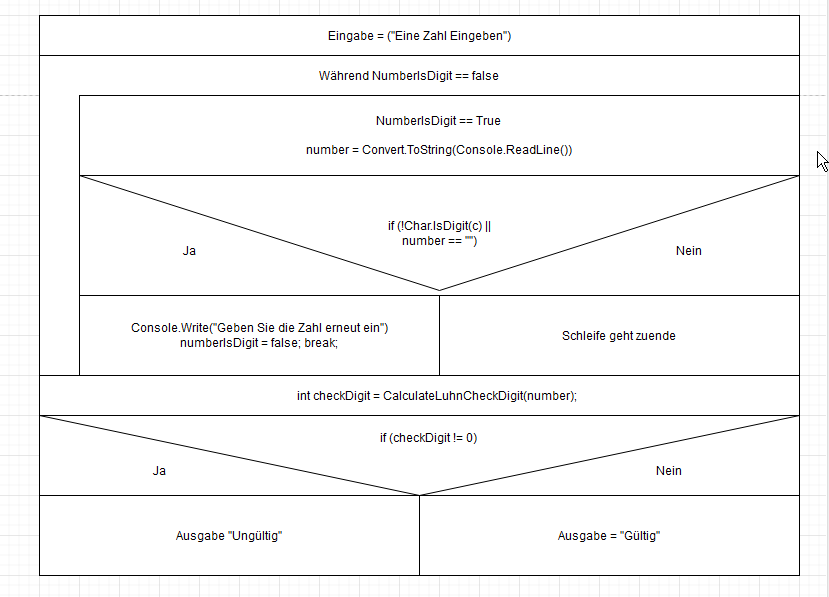 Eingabe = ("Eine Zahl Eingeben")
Während NumberIsDigit == false
NumberIsDigit == True
number = Convert.ToString(Console.ReadLine())
if (!Char.IsDigit(c) ||
number == "")
Ja
Nein
Console.Write("Geben Sie die Zahl erneut ein")
numberIsDigit = false; break;
Schleife geht zuende
int checkDigit = CalculateLuhnCheckDigit(number);
if (checkDigit != 0)
Ja
Nein
Ausgabe "Ungültig"
Ausgabe = "Gültig"